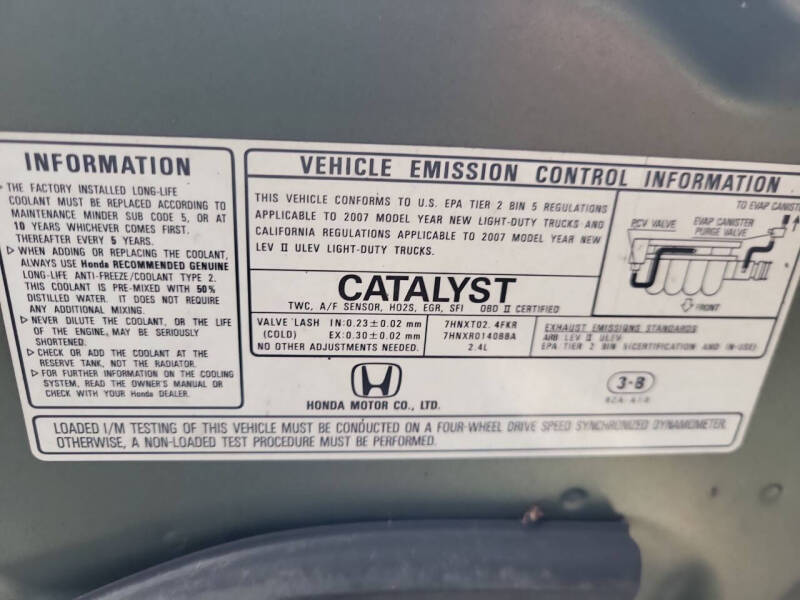 INFORMATION
▷ THE FACTORY INSTALLED LONG-LIFE
COOLANT MUST BE REPLACED ACCORDING TO
MAINTENANCE MINDER SUB CODE 5, OR AT
10 YEARS WHICHEVER COMES FIRST,
THEREAFTER EVERY 5 YEARS.
▷ WHEN ADDING OR REPLACING THE COOLANT,
ALWAYS USE Honda RECOMMENDED GENUINE
LONG-LIFE ANTI-FREEZE/COOLANT TYPE 2.
THIS COOLANT IS PRE-MIXED WITH 50%
DISTILLED WATER. IT DOES NOT REQUIRE
ANY ADDITIONAL MIXING.
▷ NEVER DILUTE THE COOLANT, OR THE LIFE
OF THE ENGINE, MAY BE SERIOUSLY
SHORTENED.
▷ CHECK OR ADD THE COOLANT AT THE
RESERVE TANK, NOT THE RADIATOR.
▷ FOR FURTHER INFORMATION ON THE COOLING
SYSTEM, READ THE OWNER'S MANUAL OR
CHECK WITH YOUR Honda DEALER.
VEHICLE EMISSION CONTROL INFORMATION
THIS VEHICLE CONFORMS TO U.S. EPA TIER 2 BIN 5 REGULATIONS
APPLICABLE TO 2007 MODEL YEAR NEW LIGHT-DUTY TRUCKS AND
CALIFORNIA REGULATIONS APPLICABLE TO 2007 MODEL YEAR NEW
LEV II ULEV LIGHT-DUTY TRUCKS.
TO EVAP CANISTER
PCV VALVE
EVAP CANISTER
PURGE VALVE
FRONT
CATALYST
TWC, A/F SENSOR, HO2S, EGR, SFI OBD II CERTIFIED
VALVE LASH IN:0.23±0.02 mm
(COLD) EX:0.30±0.02 mm
NO OTHER ADJUSTMENTS NEEDED.
7HNXT02.4FKR
7HNXR0140BBA
2.4L
EXHAUST EMISSIONS STANDARDS
ARB LEV II ULEV
EPA TIER 2 BIN 5(CERTIFICATION AND IN-USE)
HONDA MOTOR CO., LTD.
3-B
LOADED I/M TESTING OF THIS VEHICLE MUST BE CONDUCTED ON A FOUR-WHEEL DRIVE SPEED SYNCHRONIZED DYNAMOMETER,
OTHERWISE, A NON-LOADED TEST PROCEDURE MUST BE PERFORMED.